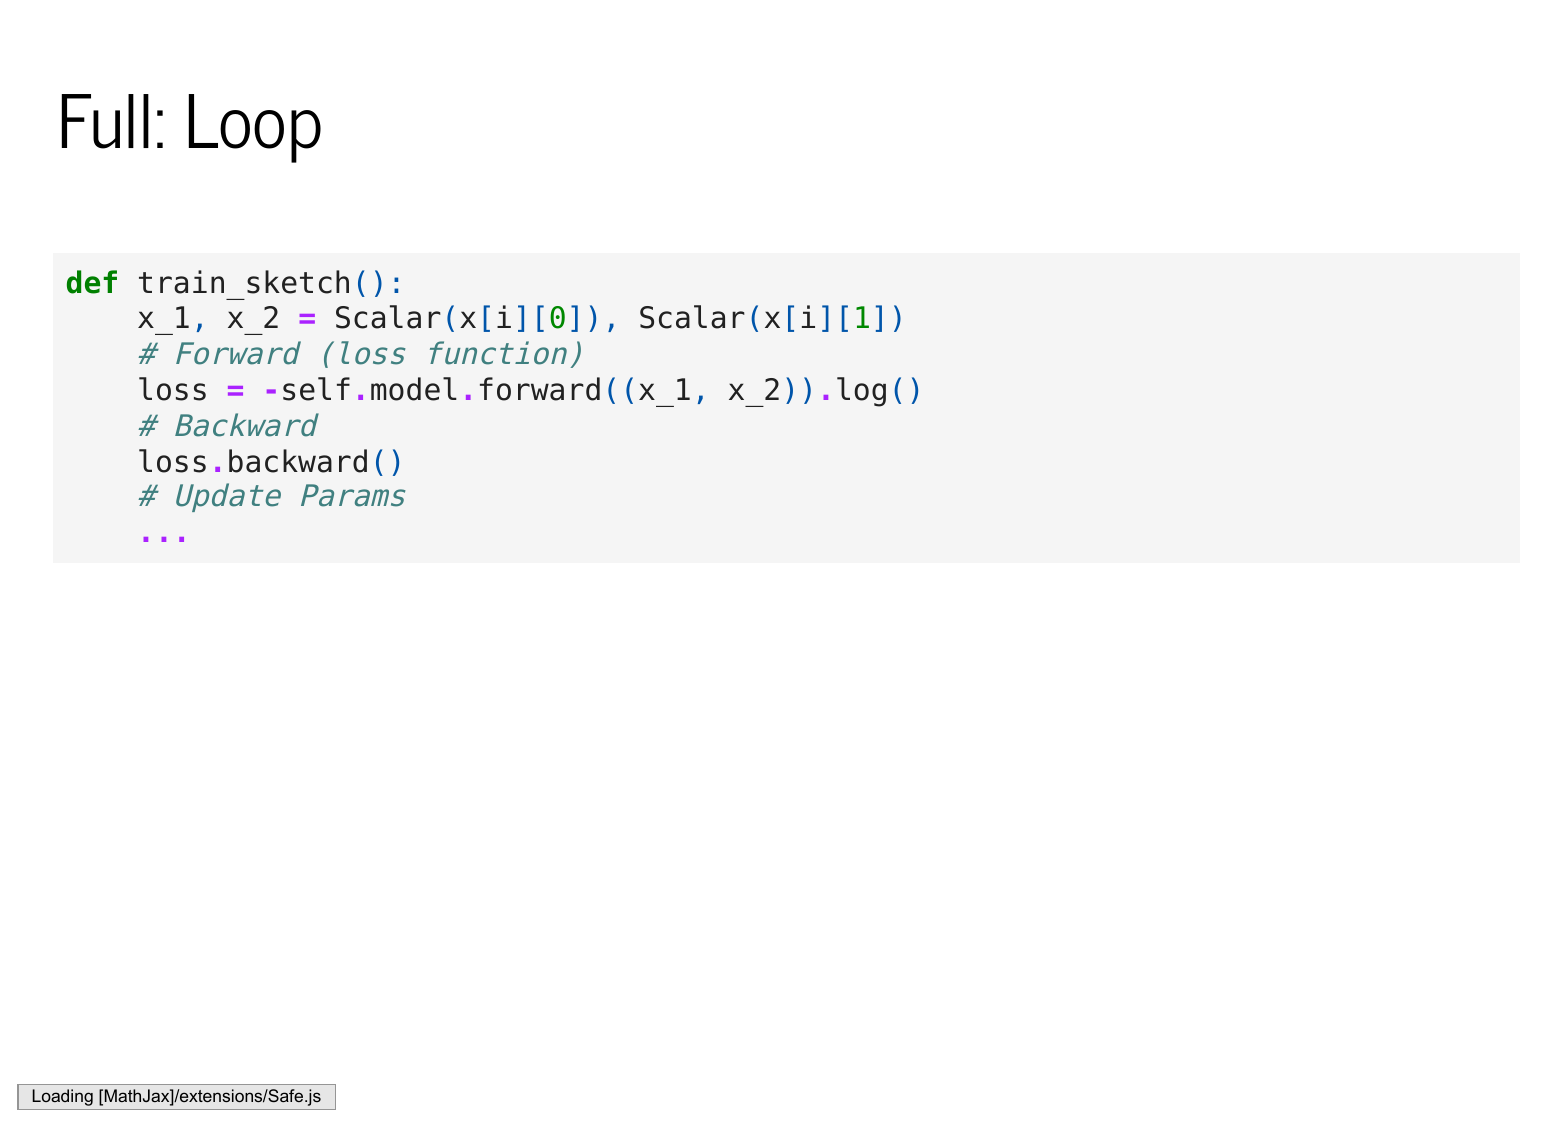 Full: Loop
def train_sketch():
    x_1, x_2 = Scalar(x[i][0]), Scalar(x[i][1])
    # Forward (loss function)
    loss = -self.model.forward((x_1, x_2)).log()
    # Backward
    loss.backward()
    # Update Params
    ...
Loading [MathJax]/extensions/Safe.js